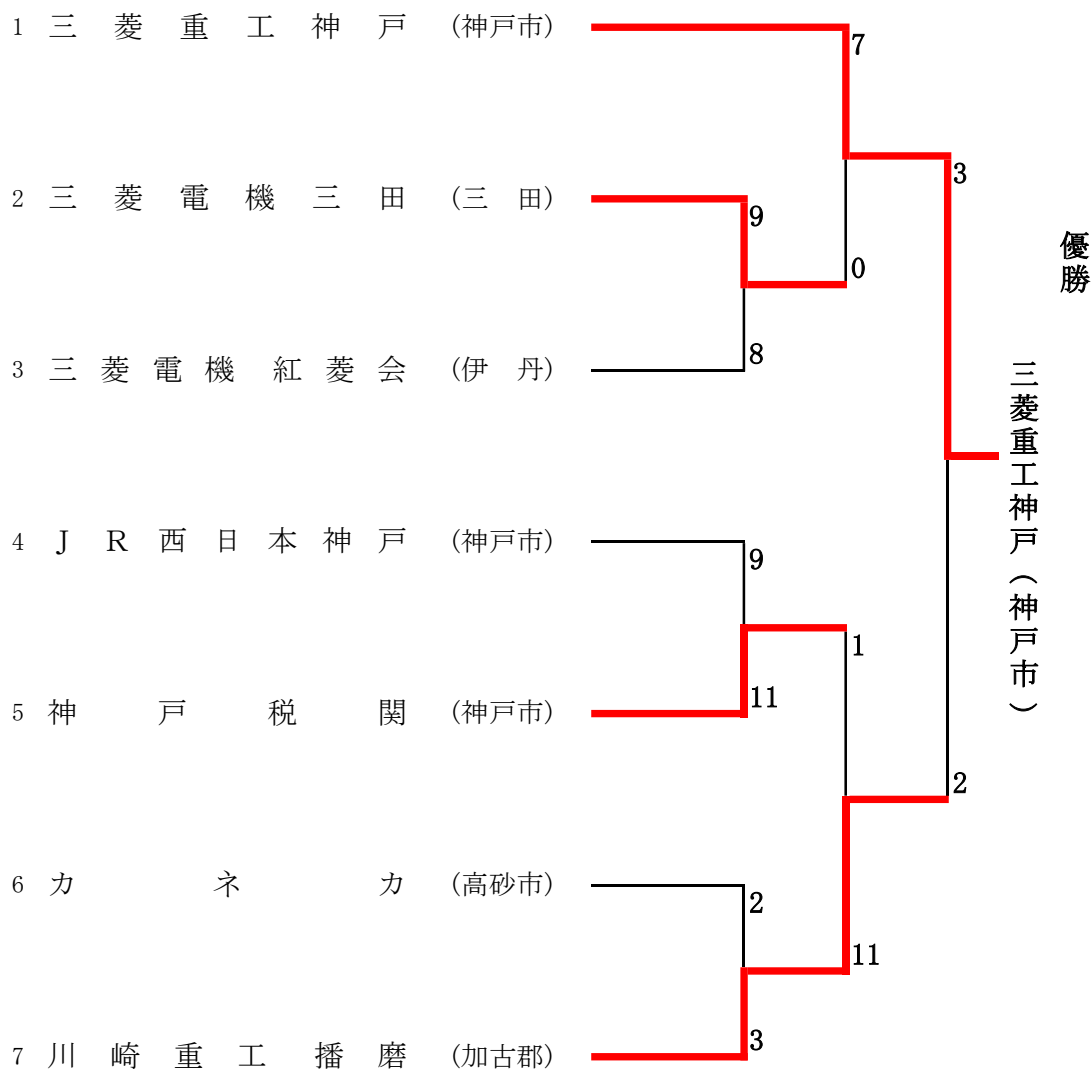 1 三菱重工神戸 (神戸市)
7
3
2 三菱電機三田 (三田)
9
優勝
0
8
3 三菱電機紅菱会 (伊丹)
三菱重工神戸(神戸市)
4 JR西日本神戸 (神戸市)
9
1
11
5 神戸税関 (神戸市)
2
6 カネカ (高砂市)
2
11
3
7 川崎重工播磨 (加古郡)